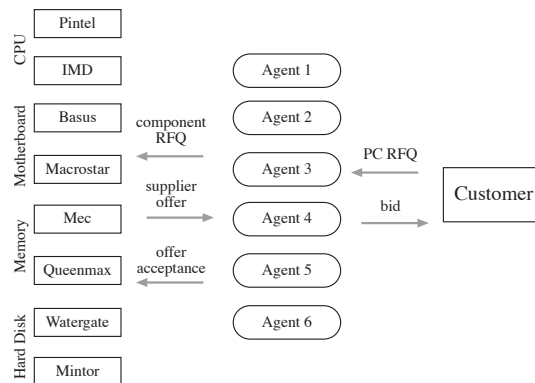 CPU
Pintel
IMD
Motherboard
Basus
Macrostar
Memory
Mec
Queenmax
Hard Disk
Watergate
Mintor
component
RFQ
supplier
offer
offer
acceptance
Agent 1
Agent 2
Agent 3
Agent 4
Agent 5
Agent 6
PC RFQ
bid
Customer